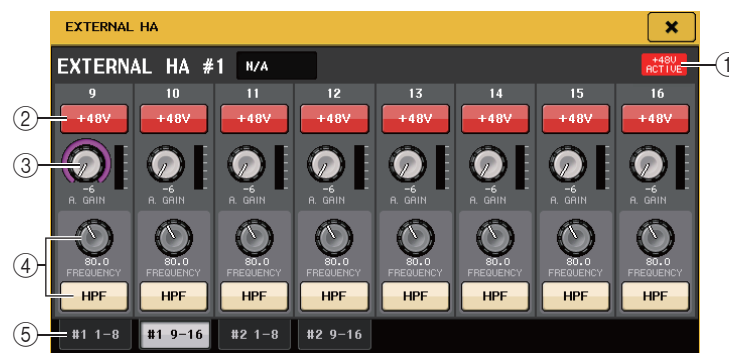 EXTERNAL HA
EXTERNAL HA #1 N/A +48V ACTIVE
1
9 10 11 12 13 14 15 16
2
+48V +48V +48V +48V +48V +48V +48V +48V
3
-6 -6 -6 -6 -6 -6 -6 -6
A. GAIN A. GAIN A. GAIN A. GAIN A. GAIN A. GAIN A. GAIN A. GAIN
4
80.0 80.0 80.0 80.0 80.0 80.0 80.0 80.0
FREQUENCY FREQUENCY FREQUENCY FREQUENCY FREQUENCY FREQUENCY FREQUENCY FREQUENCY
HPF HPF HPF HPF HPF HPF HPF HPF
5
#1 1-8 #1 9-16 #2 1-8 #2 9-16